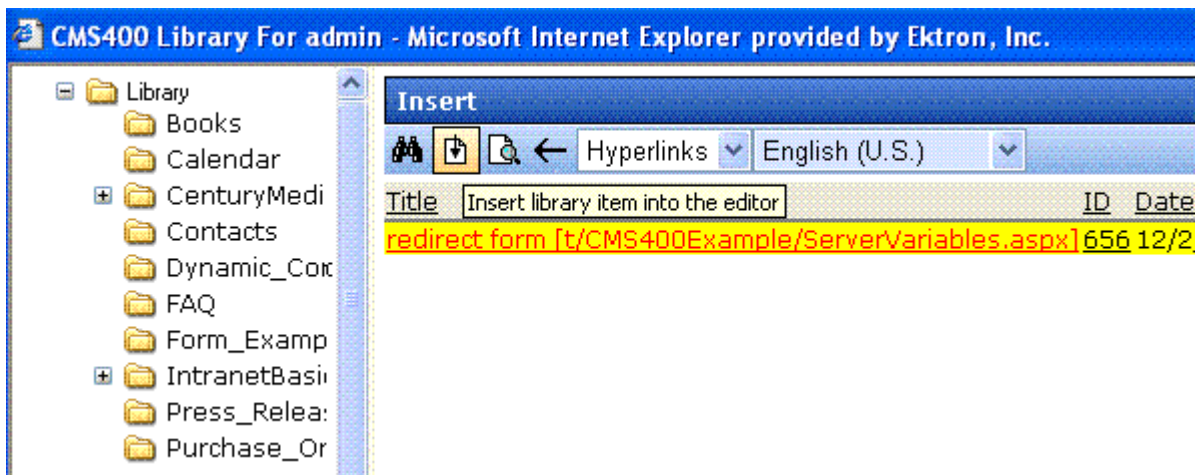 CMS400 Library For admin - Microsoft Internet Explorer provided by Ektron, Inc.
Library
Books
Calendar
CenturyMedi
Contacts
Dynamic_Cor
FAQ
Form_Examp
IntranetBasi
Press_Relea
Purchase_Or
Insert
Hyperlinks English (U.S.)
Title Insert library item into the editor ID Date
redirect form [t/CMS400Example/ServerVariables.aspx] 656 12/2